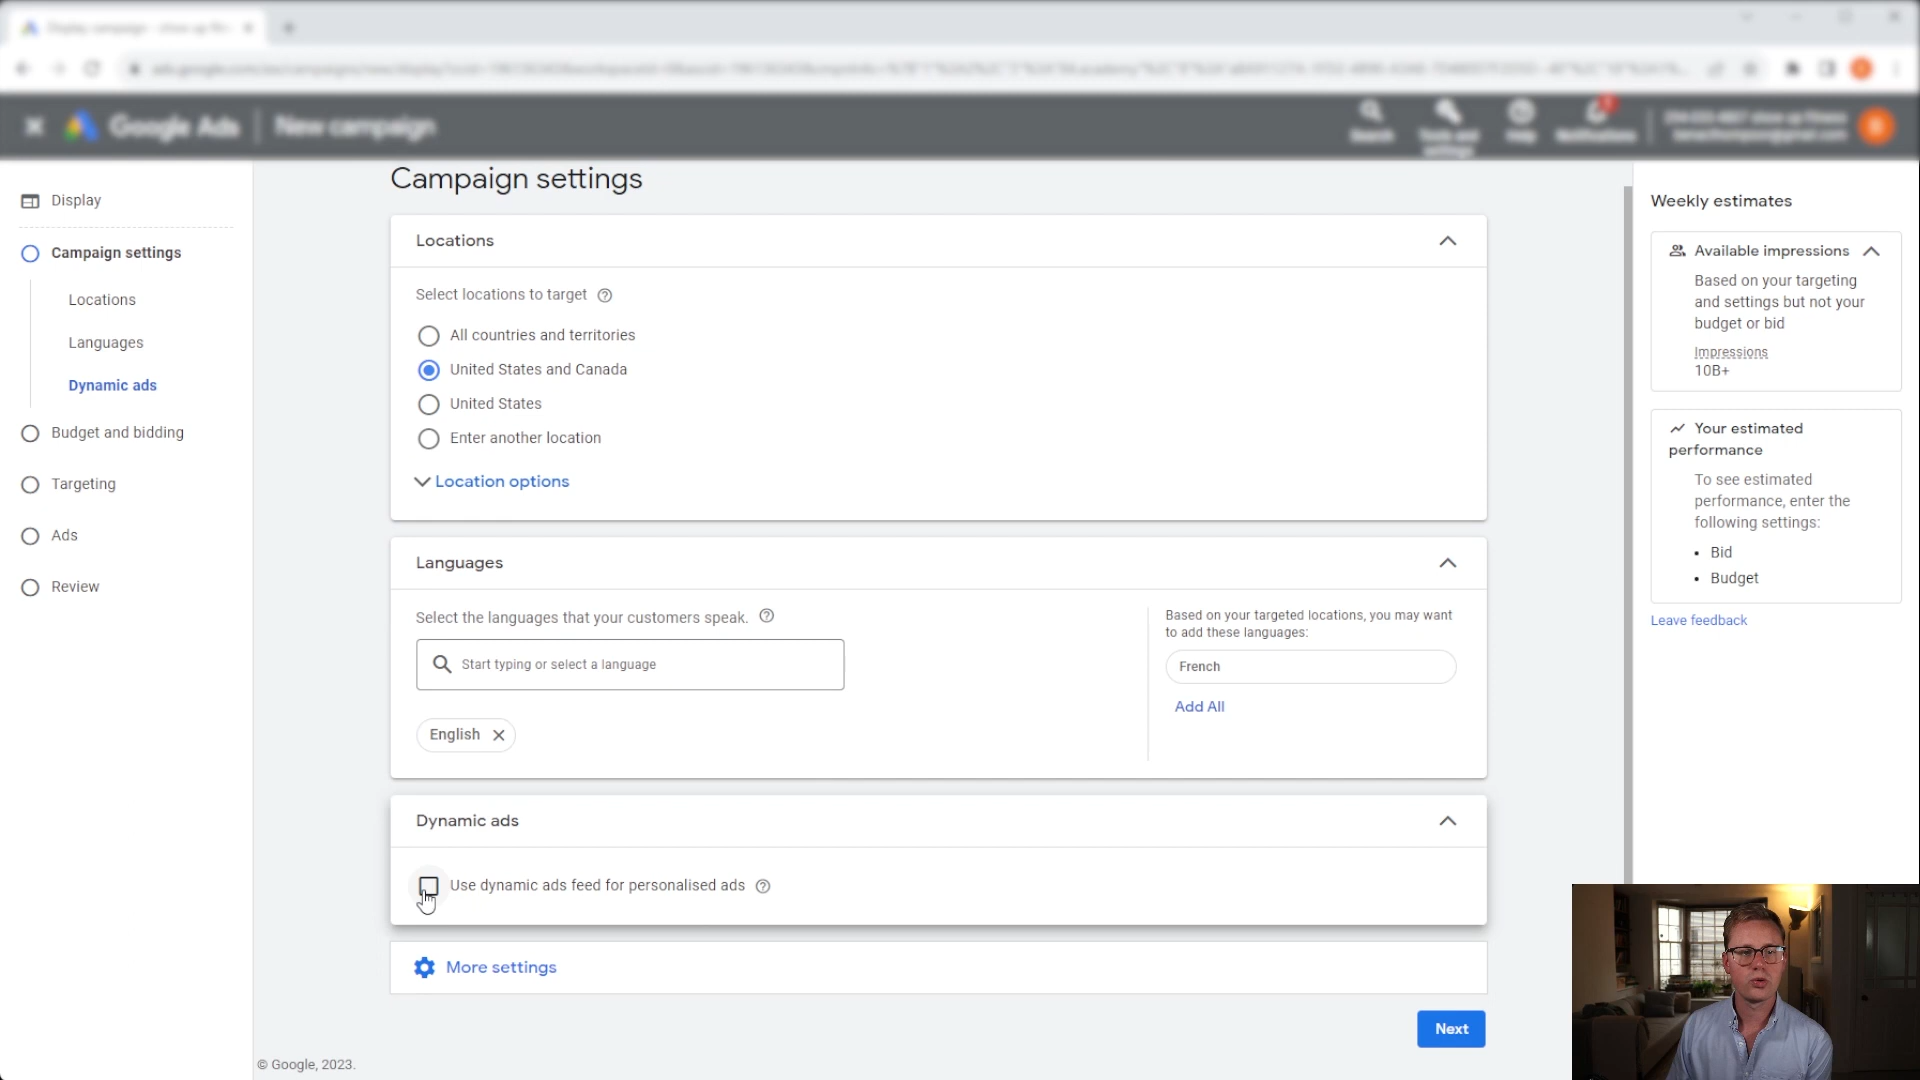 Google Ads
New campaign
Search
Help
Notifications
Display
Campaign settings
Locations
Languages
Dynamic ads
Budget and bidding
Targeting
Ads
Review
Campaign settings
Locations
Select locations to target
All countries and territories
United States and Canada
United States
Enter another location
Location options
Languages
Select the languages that your customers speak.
Start typing or select a language
English
Based on your targeted locations, you may want
to add these languages:
French
Add All
Dynamic ads
Use dynamic ads feed for personalised ads
More settings
Next
© Google, 2023.
Weekly estimates
Available impressions
Based on your targeting
and settings but not your
budget or bid
Impressions
10B+
Your estimated
performance
To see estimated
performance, enter the
following settings:
• Bid
• Budget
Leave feedback